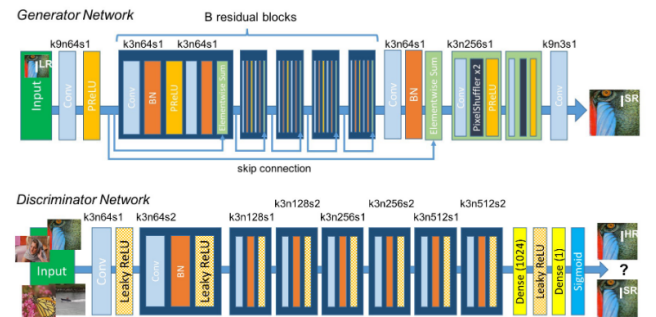 Generator Network
B residual blocks
k9n64s1
k3n64s1
k3n64s1
k3n64s1
k3n256s1
k9n3s1
I LR
Input
Conv
PReLU
Conv
BN
PReLU
Elementwise Sum
Conv
BN
Elementwise Sum
Conv
PixelShuffler x2
PReLU
Conv
I SR
skip connection
Discriminator Network
k3n64s1
k3n64s2
k3n128s1
k3n128s2
k3n256s1
k3n256s2
k3n512s1
k3n512s2
Input
Conv
Leaky ReLU
Conv
BN
Leaky ReLU
Dense (1024)
Leaky ReLU
Dense (1)
Sigmoid
I HR
?
I SR